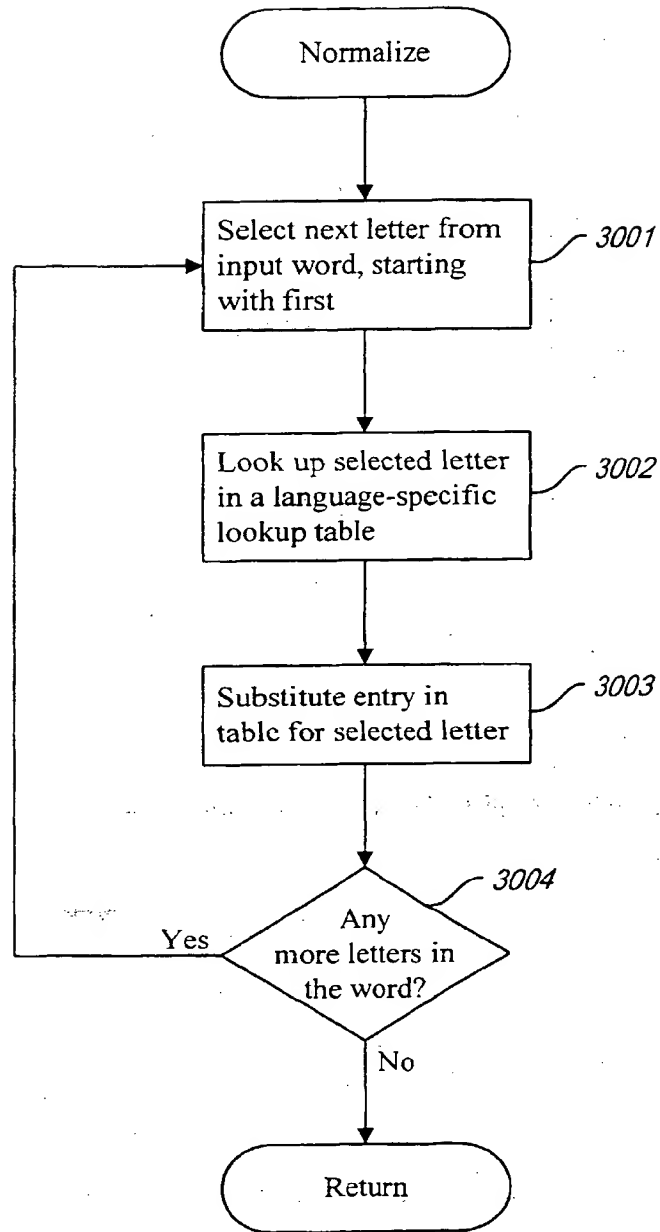 Normalize
Select next letter from
input word, starting
with first
3001
Look up selected letter
in a language-specific
lookup table
3002
Substitute entry in
table for selected letter
3003
Any
more letters in
the word?
3004
Yes
No
Return